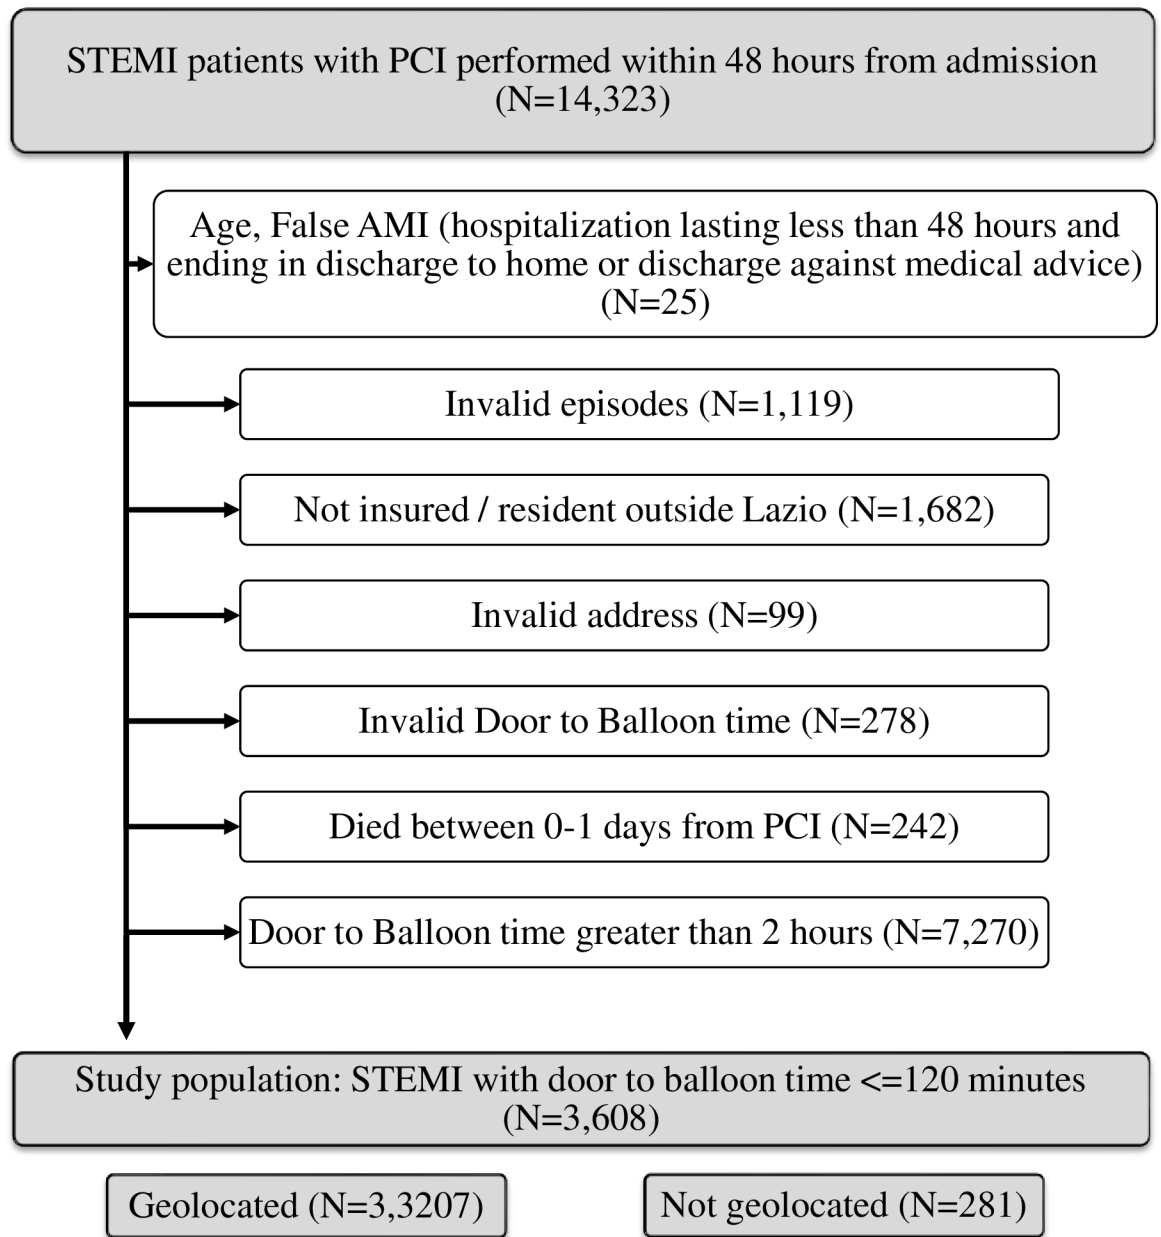 STEMI patients with PCI performed within 48 hours from admission
(N=14,323)
Age, False AMI (hospitalization lasting less than 48 hours and
ending in discharge to home or discharge against medical advice)
(N=25)
Invalid episodes (N=1,119)
Not insured / resident outside Lazio (N=1,682)
Invalid address (N=99)
Invalid Door to Balloon time (N=278)
Died between 0-1 days from PCI (N=242)
Door to Balloon time greater than 2 hours (N=7,270)
Study population: STEMI with door to balloon time <=120 minutes
(N=3,608)
Geolocated (N=3,3207)
Not geolocated (N=281)